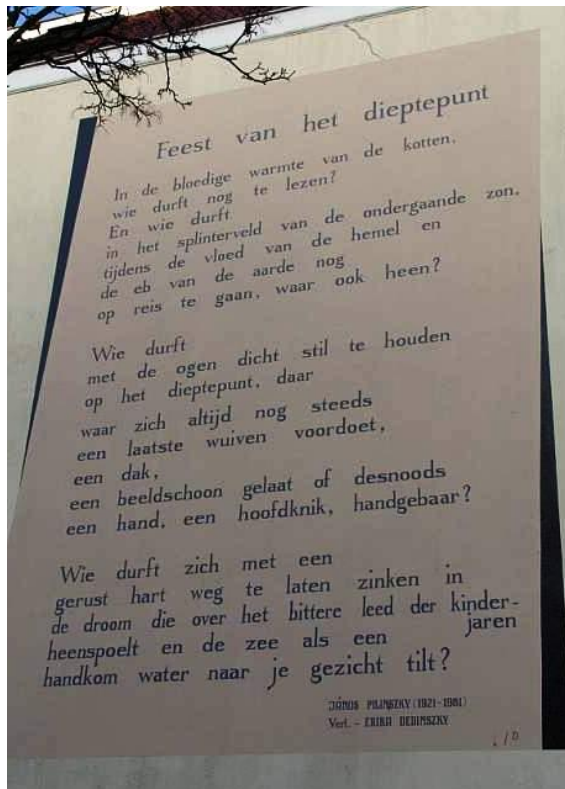 Feest van het dieptepunt
In de bloedige warmte van de kotten,
wie durft nog te lezen?
En wie durft
in het splinterveld van de ondergaande zon,
tijdens de vloed van de hemel en
de eb van de aarde nog
op reis te gaan, waar ook heen?
Wie durft
met de ogen dicht stil te houden
op het dieptepunt, daar
waar zich altijd nog steeds
een laatste wuiven voordoet,
een dak,
een beeldschoon gelaat of desnoods
een hand, een hoofdknik, handgebaar?
Wie durft zich met een
gerust hart weg te laten zinken in
de droom die over het bittere leed der kinder-
jaren
heenspoelt en de zee als een
handkom water naar je gezicht tilt?
JÁNOS PILINSZKY (1921-1981)
Vert. - ERIKA DEDINSZKY